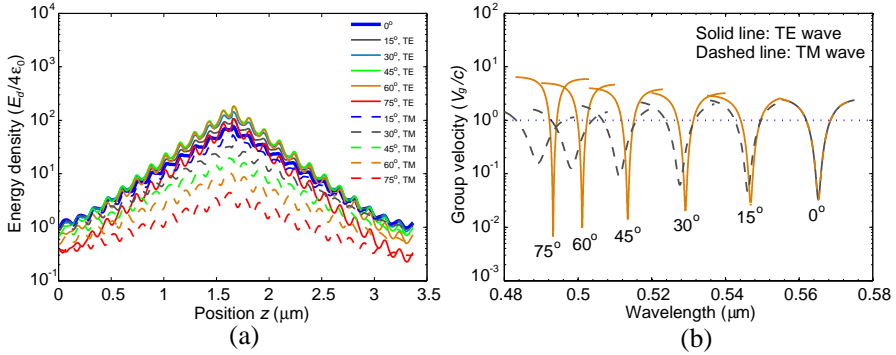 Energy density (E_d/4ε_0)
10^4
10^3
10^2
10^1
10^0
10^-1
0
0.5
1
1.5
2
2.5
3
3.5
Position z (μm)
0°
15°, TE
30°, TE
45°, TE
60°, TE
75°, TE
15°, TM
30°, TM
45°, TM
60°, TM
75°, TM
(a)
Group velocity (V_g/c)
10^2
10^1
10^0
10^-1
10^-2
10^-3
Solid line: TE wave
Dashed line: TM wave
75°
60°
45°
30°
15°
0°
0.48
0.5
0.52
0.54
0.56
0.58
Wavelength (μm)
(b)